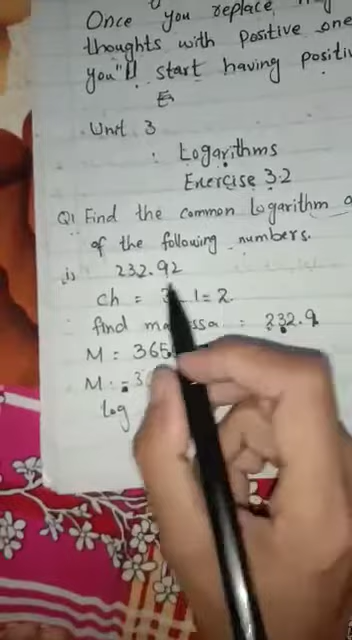 Once you replace
thoughts with positive one
you"ll start having positiv
E
Unit 3
: Logarithms
Exercise 3.2
Q1 Find the common Logarithm o
of the following numbers.
i) 232.92
ch = 3 1 = 2
find ma ssa : 232.9
M = 365
M =
log